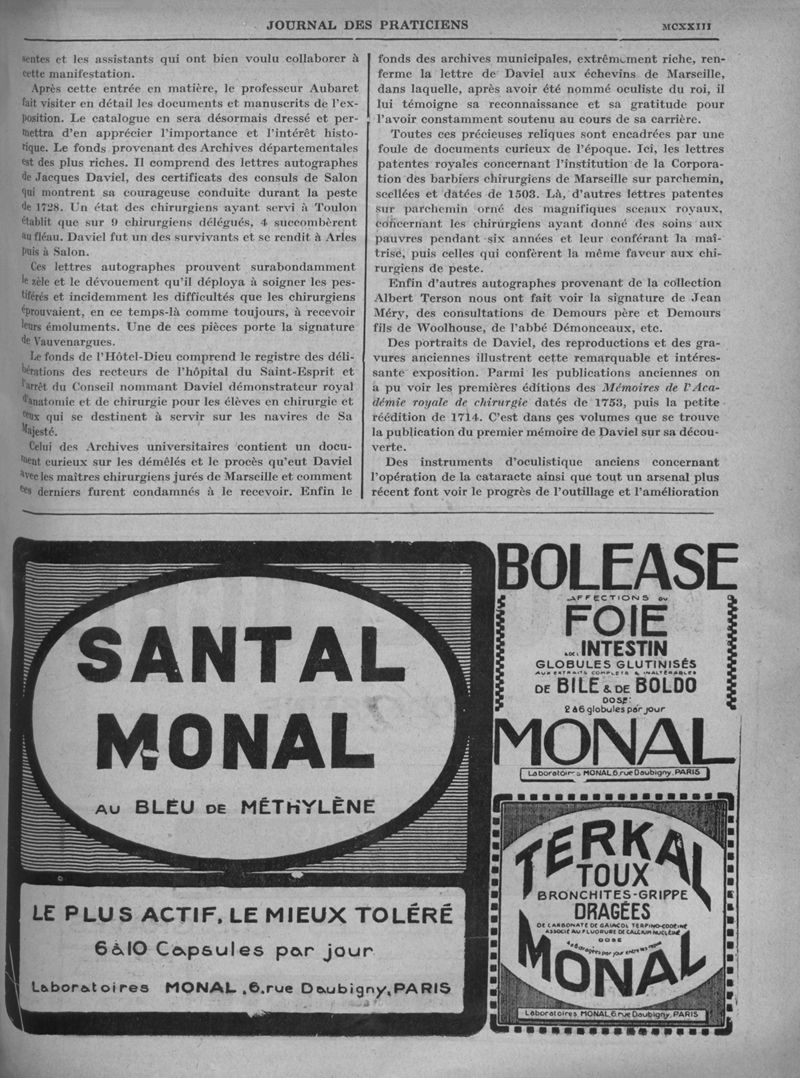 JOURNAL DES PRATICIENS
MCXXIII
sentes et les assistants qui ont bien voulu collaborer à
cette manifestation.
Après cette entrée en matière, le professeur Aubaret
fait visiter en détail les documents et manuscrits de l'ex-
position. Le catalogue en sera désormais dressé et per-
mettra d'en apprécier l'importance et l'intérêt histo-
rique. Le fonds provenant des Archives départementales
est des plus riches. Il comprend des lettres autographes
de Jacques Daviel, des certificats des consuls de Salon
qui montrent sa courageuse conduite durant la peste
de 1728. Un état des chirurgiens ayant servi à Toulon
établit que sur 9 chirurgiens délégués, 4 succombèrent
au fléau. Daviel fut un des survivants et se rendit à Arles
puis à Salon.
Ces lettres autographes prouvent surabondamment
le zèle et le dévouement qu'il déploya à soigner les pes-
tiférés et incidemment les difficultés que les chirurgiens
éprouvaient, en ce temps-là comme toujours, à recevoir
leurs émoluments. Une de ces pièces porte la signature
de Vauvenargues.
Le fonds de l'Hôtel-Dieu comprend le registre des déli-
bérations des recteurs de l'hôpital du Saint-Esprit et
l'arrêt du Conseil nommant Daviel démonstrateur royal
d'anatomie et de chirurgie pour les élèves en chirurgie et
ceux qui se destinent à servir sur les navires de Sa
Majesté.
Celui des Archives universitaires contient un docu-
ment curieux sur les démêlés et le procès qu'eut Daviel
avec les maîtres chirurgiens jurés de Marseille et comment
ces derniers furent condamnés à le recevoir. Enfin le
fonds des archives municipales, extrêmement riche, ren-
ferme la lettre de Daviel aux échevins de Marseille,
dans laquelle, après avoir été nommé oculiste du roi, il
lui témoigne sa reconnaissance et sa gratitude pour
l'avoir constamment soutenu au cours de sa carrière.
Toutes ces précieuses reliques sont encadrées par une
foule de documents curieux de l'époque. Ici, les lettres
patentes royales concernant l'institution de la Corpora-
tion des barbiers chirurgiens de Marseille sur parchemin,
scellées et datées de 1503. Là, d'autres lettres patentes
sur parchemin orné des magnifiques sceaux royaux,
concernant les chirurgiens ayant donné des soins aux
pauvres pendant six années et leur conférant la maî-
trise, puis celles qui confèrent la même faveur aux chi-
rurgiens de peste.
Enfin d'autres autographes provenant de la collection
Albert Terson nous ont fait voir la signature de Jean
Méry, des consultations de Demours père et Demours
fils de Woolhouse, de l'abbé Démonceaux, etc.
Des portraits de Daviel, des reproductions et des gra-
vures anciennes illustrent cette remarquable et intéres-
sante exposition. Parmi les publications anciennes on
a pu voir les premières éditions des Mémoires de l'Aca-
démie royale de chirurgie datés de 1753, puis la petite
réédition de 1714. C'est dans çes volumes que se trouve
la publication du premier mémoire de Daviel sur sa décou-
verte.
Des instruments d'oculistique anciens concernant
l'opération de la cataracte ainsi que tout un arsenal plus
récent font voir le progrès de l'outillage et l'amélioration
SANTAL
MONAL
AU BLEU DE MÉTHYLÈNE
LE PLUS ACTIF, LE MIEUX TOLÉRÉ
6 à 10 Capsules par jour
Laboratoires MONAL .6.rue Daubigny.PARIS
BOLEASE
AFFECTIONS DU
FOIE
& DE L'INTESTIN
GLOBULES GLUTINISÉS
AUX EXTRAITS COMPLETS & INALTÉRABLES
DE BILE & DE BOLDO
DOSE:
2 à 6 globules par jour
MONAL
Laboratoires MONAL.6.rue Daubigny.PARIS
TERKAL
TOUX
BRONCHITES-GRIPPE
DRAGÉES
DE CARBONATE DE GAIACOL TERPINO-CODÉINÉ
ASSOCIÉ AU FLUORURE DE CALCIUM NUCLÉINÉ
DOSE
4 à 6 dragées par jour entre les repas
MONAL
Laboratoires MONAL.6 rue Daubigny. PARIS